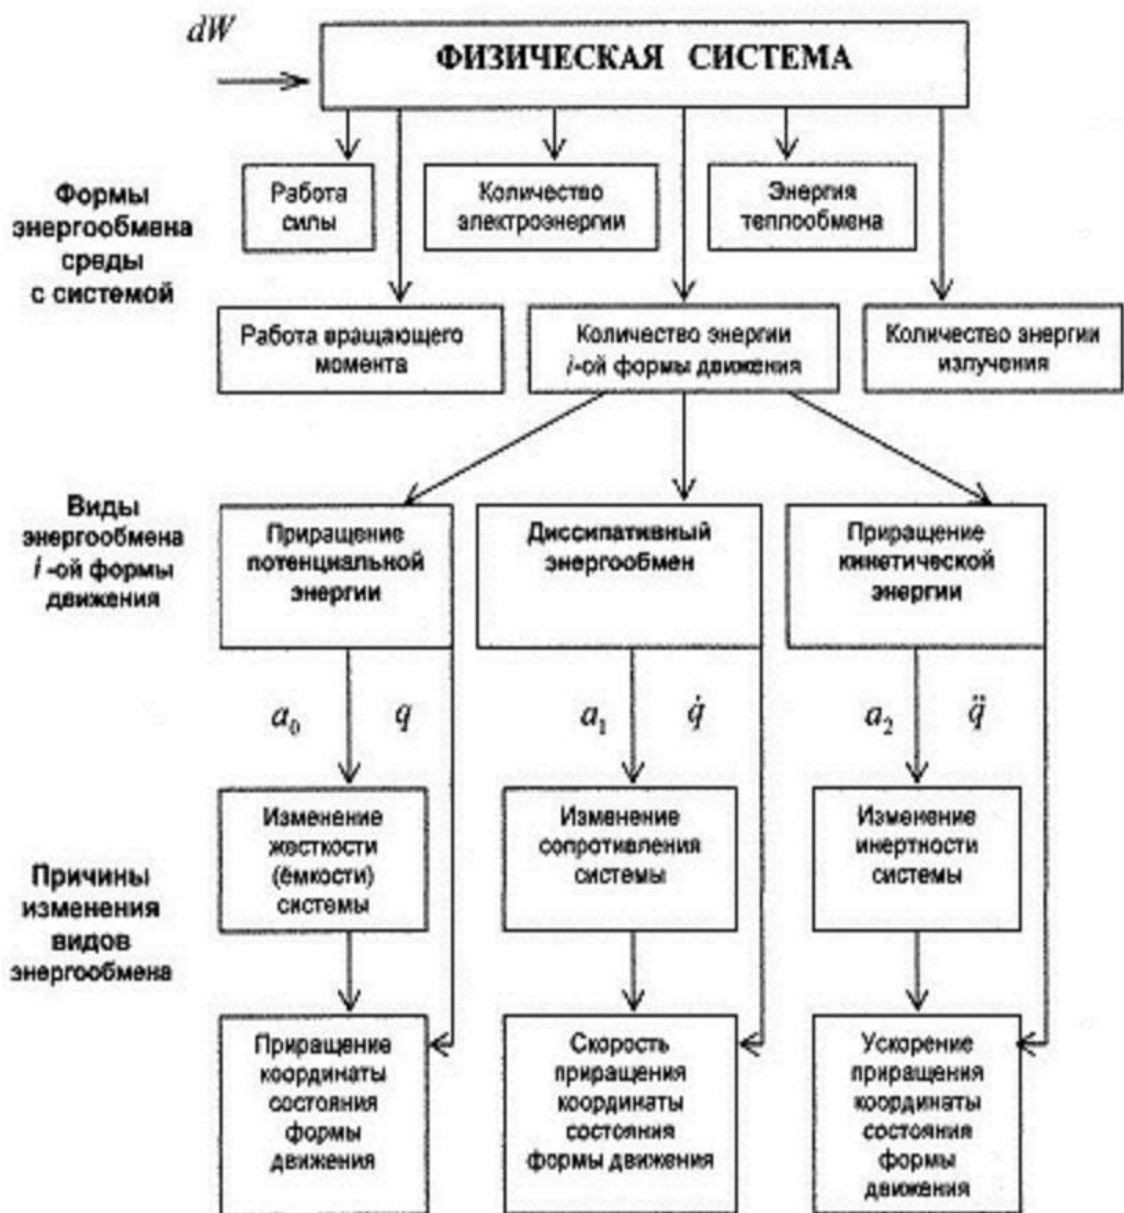 dW
ФИЗИЧЕСКАЯ СИСТЕМА
Формы
энергообмена
среды
с системой
Работа
силы
Количество
электроэнергии
Энергия
теплообмена
Работа вращающего
момента
Количество энергии
i-ой формы движения
Количество энергии
излучения
Виды
энергообмена
i -ой формы
движения
Приращение
потенциальной
энергии
Диссипативный
энергообмен
Приращение
кинетической
энергии
a₀ q
a₁ q̇
a₂ q̈
Причины
изменения
видов
энергообмена
Изменение
жесткости
(ёмкости)
системы
Изменение
сопротивления
системы
Изменение
инертности
системы
Приращение
координаты
состояния
формы
движения
Скорость
приращения
координаты
состояния
формы движения
Ускорение
приращения
координаты
состояния
формы
движения